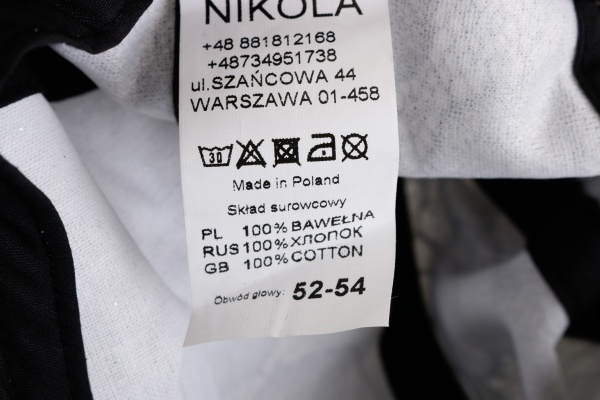 NIKOLA
+48 881812168
+48734951738
ul.SZAŃCOWA 44
WARSZAWA 01-458
30
Made in Poland
Skład surowcowy
PL 100% BAWEŁNA
RUS 100% ХЛОПОК
GB 100% COTTON
Obwód głowy: 52-54